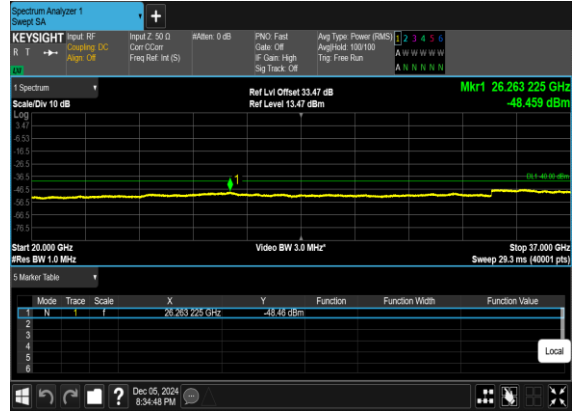 Spectrum Analyzer 1
Swept SA
+
KEYSIGHT Input: RF Input Z: 50 Ω #Atten: 0 dB PNO: Fast Avg Type: Power (RMS) 1 2 3 4 5 6
R T Coupling: DC Corr CCorr Gate: Off Avg|Hold: 100/100 A W W W W W
Align: Off Freq Ref: Int (S) IF Gain: High Trig: Free Run
LW Sig Track: Off A N N N N N
1 Spectrum Ref Lvl Offset 33.47 dB Mkr1 26.263 225 GHz
Scale/Div 10 dB Ref Level 13.47 dBm -48.459 dBm
Log
3.47
-6.53
-16.5
-26.5
-36.5
-46.5
-56.5
-66.5
-76.5
1
DL1 -40.00 dBm
Start 20.000 GHz Video BW 3.0 MHz* Stop 37.000 GHz
#Res BW 1.0 MHz Sweep 29.3 ms (40001 pts)
5 Marker Table
Mode Trace Scale X Y Function Function Width Function Value
1 N 1 f 26.263 225 GHz -48.46 dBm
2
3
4
5
6
Local
? Dec 05, 2024
8:34:48 PM